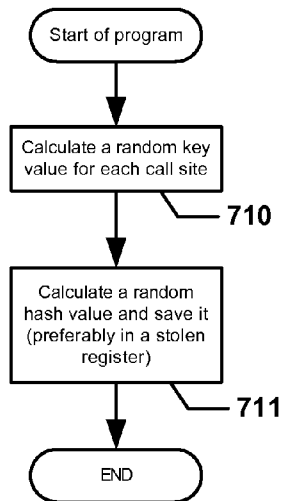 Start of program
Calculate a random key
value for each call site
710
Calculate a random
hash value and save it
(preferably in a stolen
register)
711
END